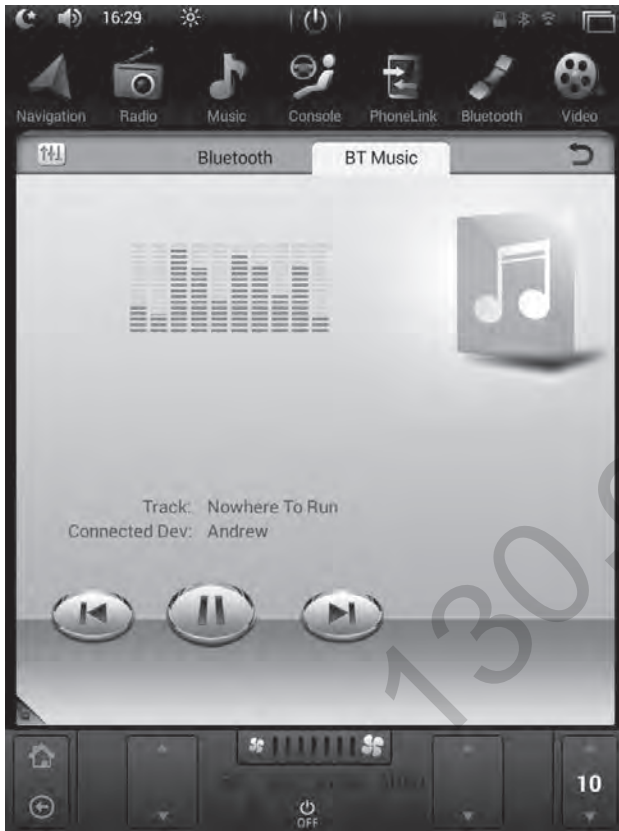 16:29
Navigation Radio Music Console PhoneLink Bluetooth Video
Bluetooth BT Music
Track: Nowhere To Run
Connected Dev: Andrew
10
OFF
130.